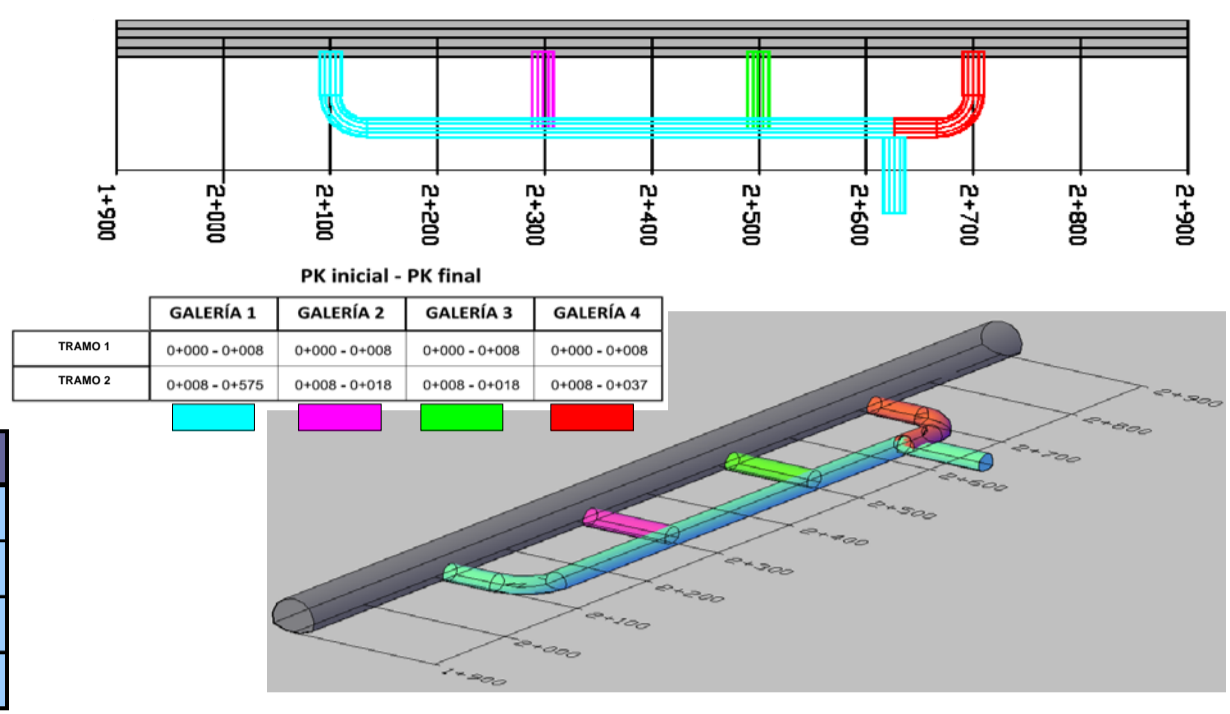 1+900 2+000 2+100 2+200 2+300 2+400 2+500 2+600 2+700 2+800 2+900
PK inicial - PK final
GALERÍA 1 GALERÍA 2 GALERÍA 3 GALERÍA 4
TRAMO 1 0+000 - 0+008 0+000 - 0+008 0+000 - 0+008 0+000 - 0+008
TRAMO 2 0+008 - 0+575 0+008 - 0+018 0+008 - 0+018 0+008 - 0+037
2+900
2+800
2+700
2+600
2+500
2+400
2+300
2+200
2+100
2+000
1+900